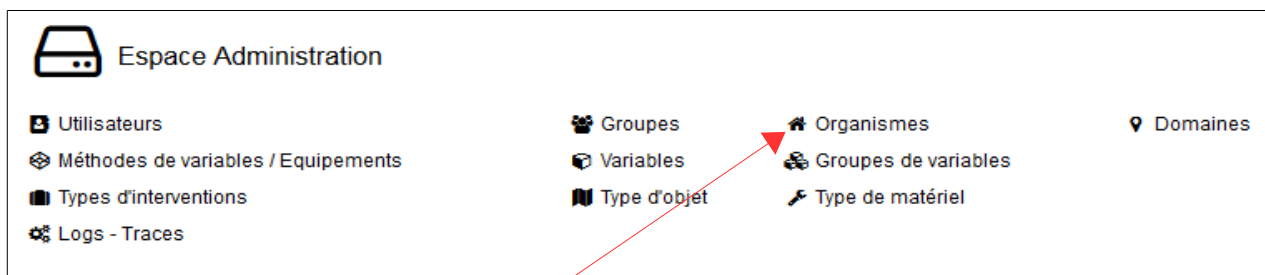 Espace Administration
Utilisateurs Groupes Organismes Domaines
Méthodes de variables / Equipements Variables Groupes de variables
Types d'interventions Type d'objet Type de matériel
Logs - Traces